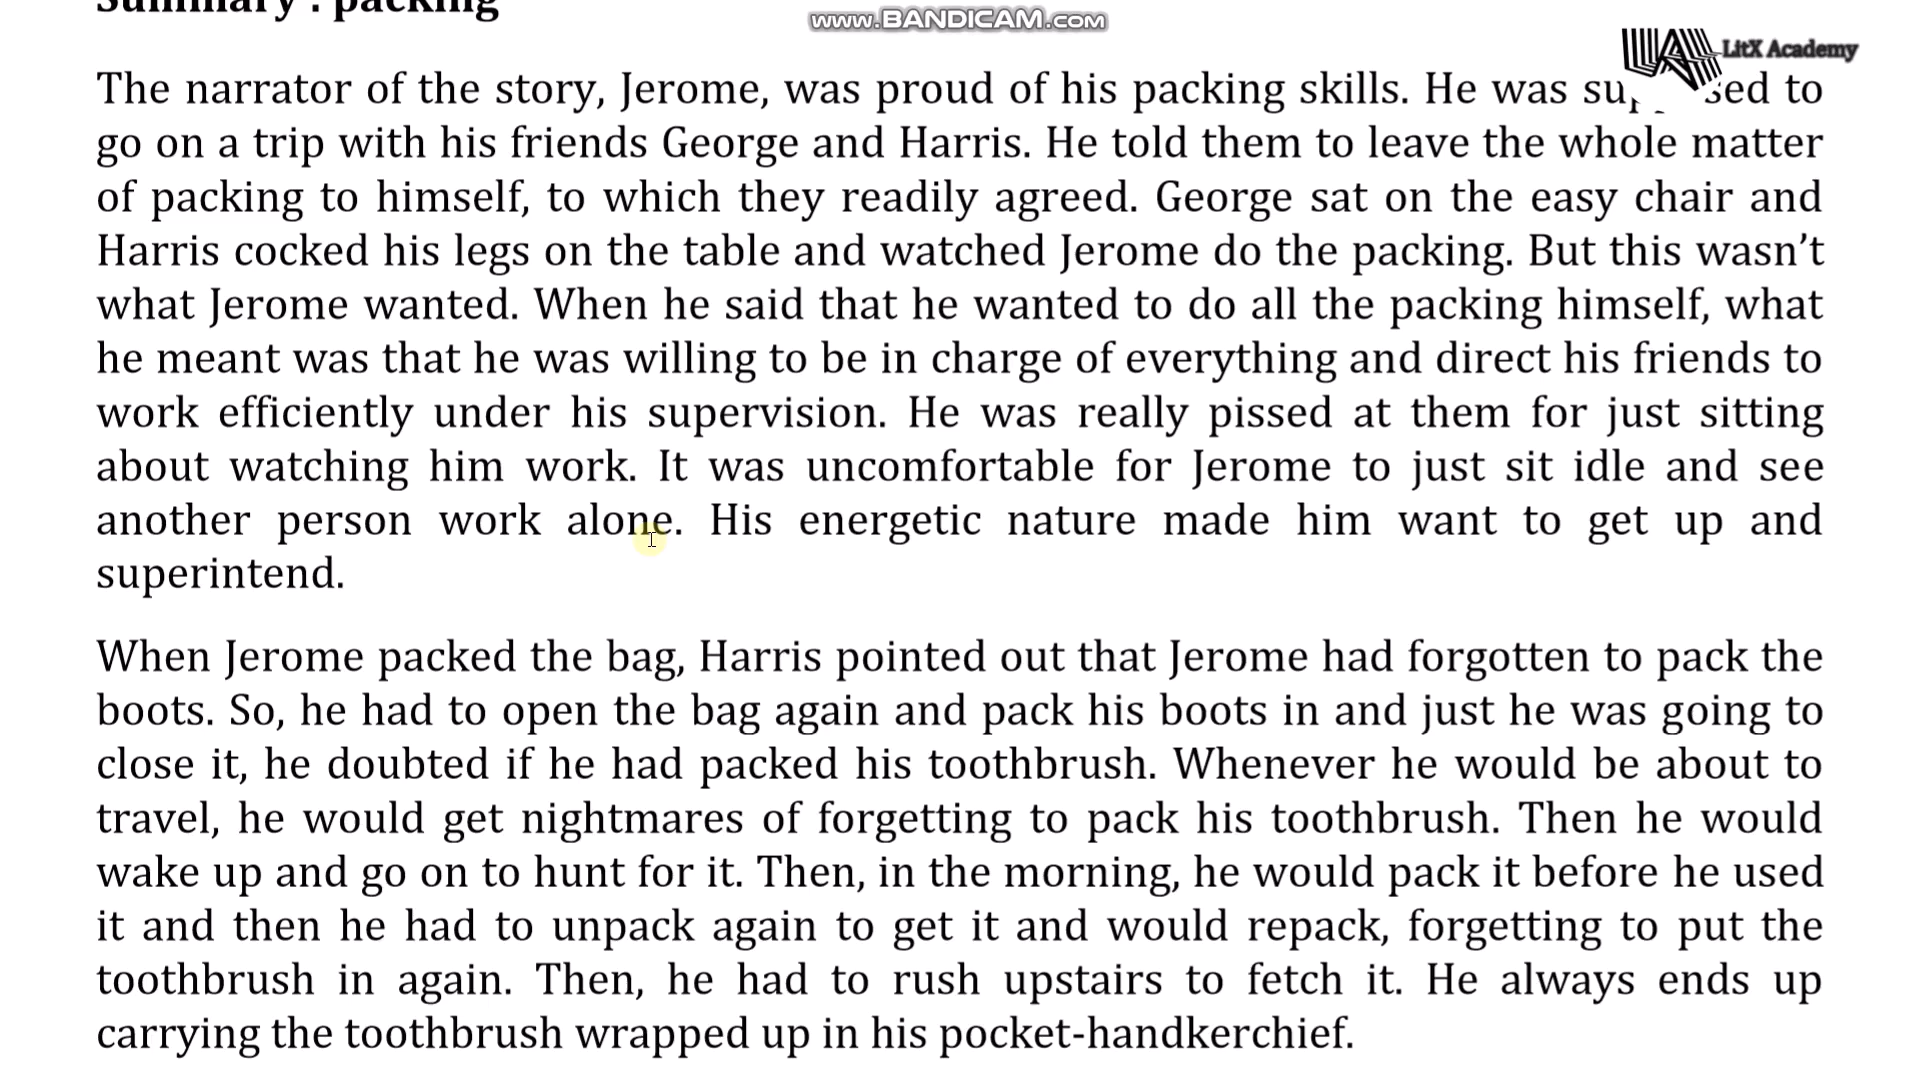 Summary : packing
www.BANDICAM.com
LitX Academy
The narrator of the story, Jerome, was proud of his packing skills. He was to
go on a trip with his friends George and Harris. He told them to leave the whole matter
of packing to himself, to which they readily agreed. George sat on the easy chair and
Harris cocked his legs on the table and watched Jerome do the packing. But this wasn’t
what Jerome wanted. When he said that he wanted to do all the packing himself, what
he meant was that he was willing to be in charge of everything and direct his friends to
work efficiently under his supervision. He was really pissed at them for just sitting
about watching him work. It was uncomfortable for Jerome to just sit idle and see
another person work alone. His energetic nature made him want to get up and
superintend.
When Jerome packed the bag, Harris pointed out that Jerome had forgotten to pack the
boots. So, he had to open the bag again and pack his boots in and just he was going to
close it, he doubted if he had packed his toothbrush. Whenever he would be about to
travel, he would get nightmares of forgetting to pack his toothbrush. Then he would
wake up and go on to hunt for it. Then, in the morning, he would pack it before he used
it and then he had to unpack again to get it and would repack, forgetting to put the
toothbrush in again. Then, he had to rush upstairs to fetch it. He always ends up
carrying the toothbrush wrapped up in his pocket-handkerchief.